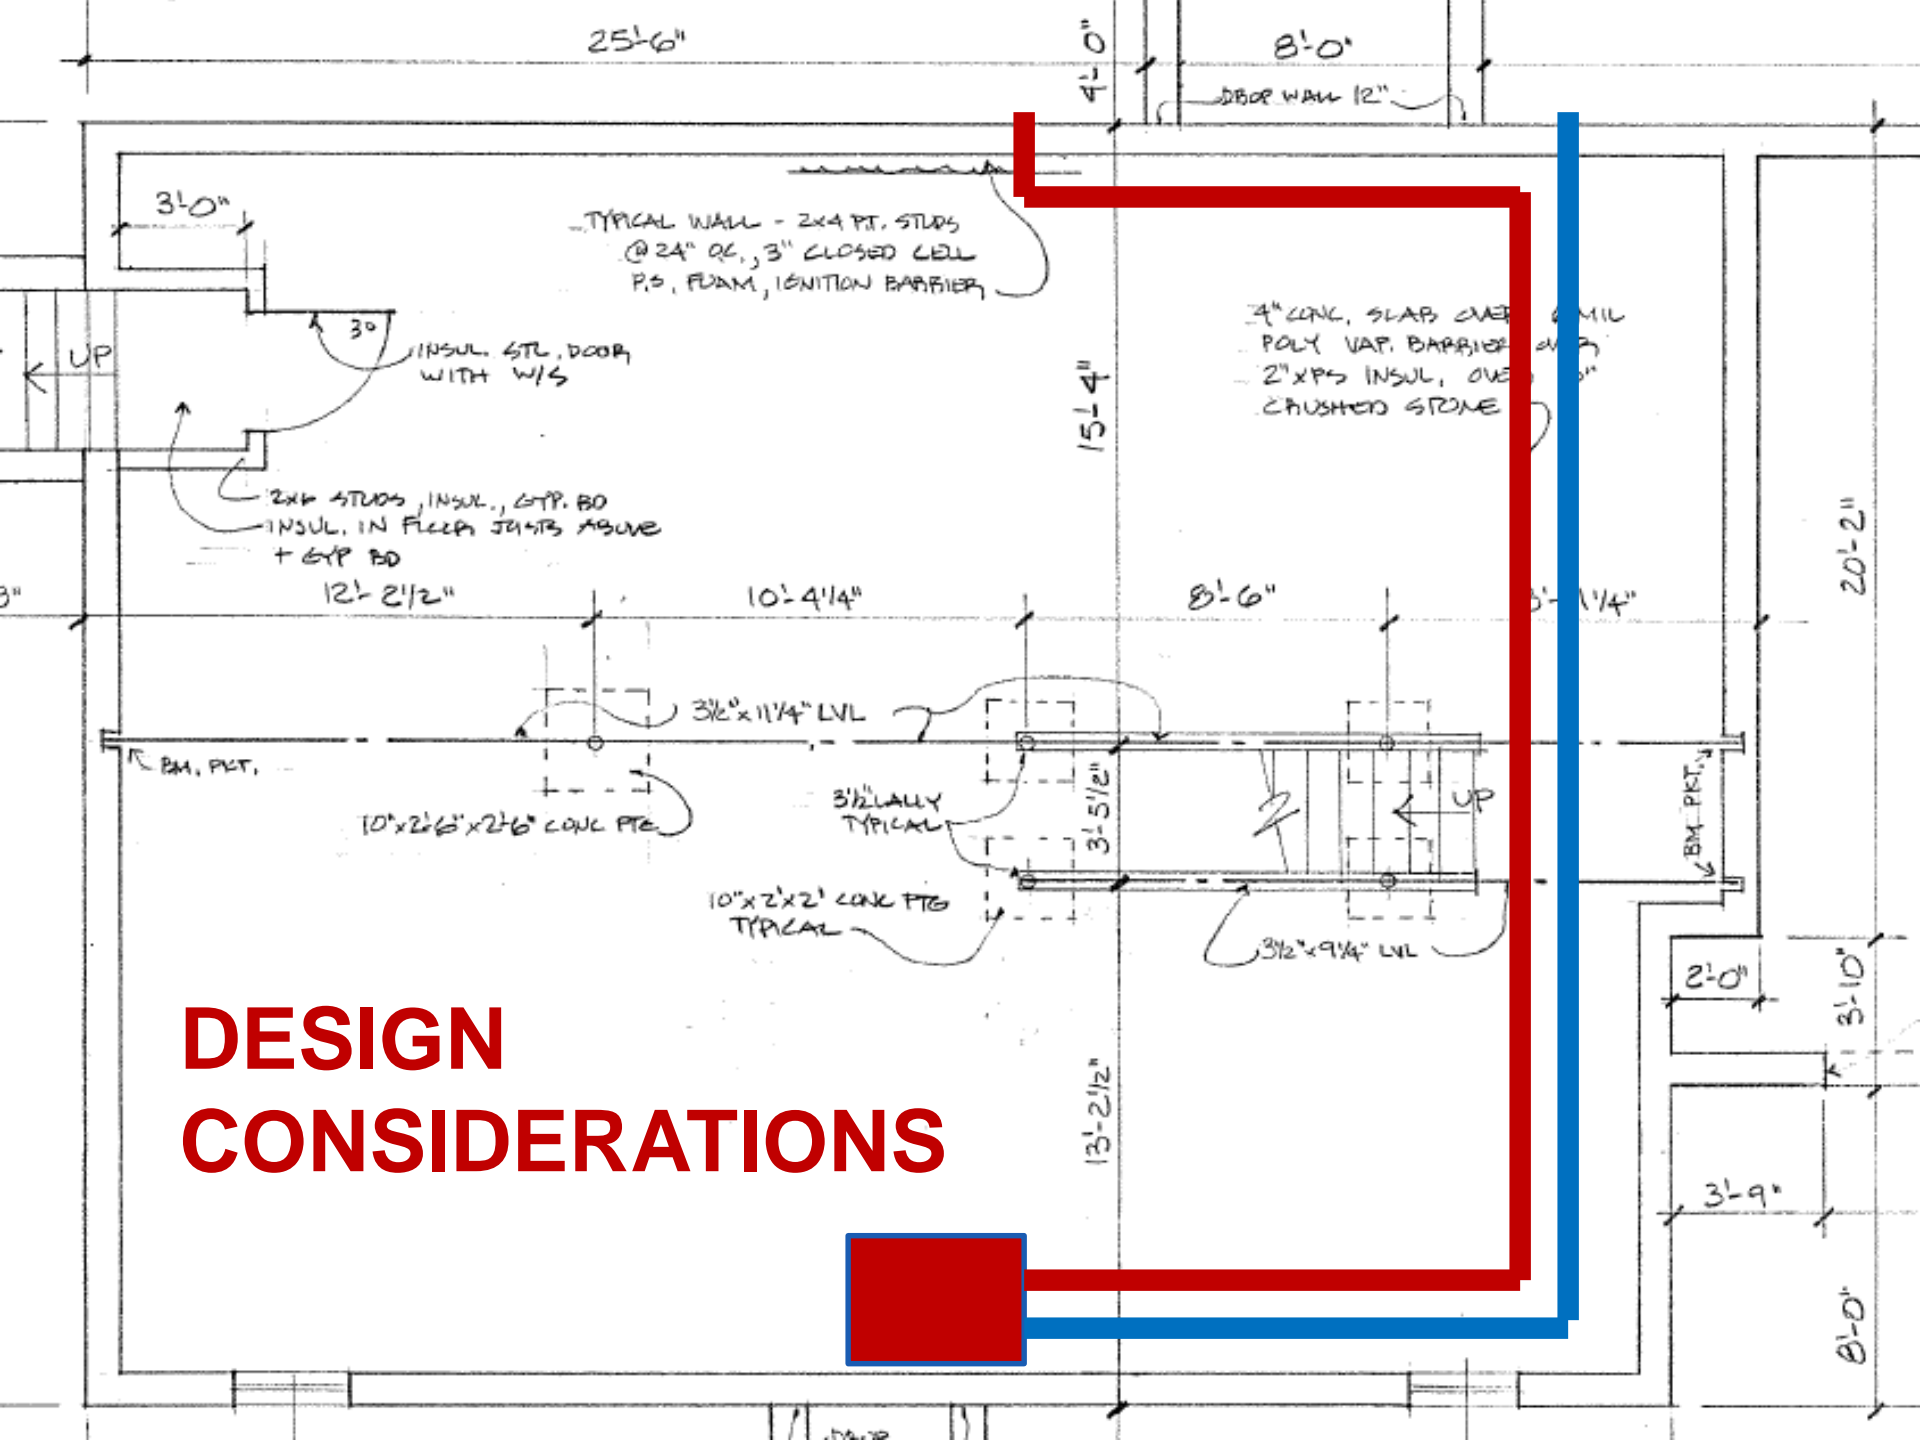 25'-6"
4'-0"
8'-0"
DROP WALL 12"
3'-0"
TYPICAL WALL - 2x4 P.T. STUDS
@ 24" O.C., 3" CLOSED CELL
P.S. FOAM, IGNITION BARRIER
3°
UP
INSUL. STL. DOOR
WITH W/S
4" CONC. SLAB OVER MIL
POLY VAP. BARRIER
2" XPS INSUL.
CRUSHED STONE
15'-4"
2x6 STUDS, INSUL., GYP. BD
INSUL. IN FLOOR JOISTS ABOVE
+ GYP BD
20'-2"
12'-2 1/2"
10'-4 1/4"
8'-6"
3 1/2" x 11 1/4" LVL
BM. PKT.
10" x 2'-6" x 2'-6" CONC FTG
3 1/2" LALLY
TYPICAL
3'-5 1/2"
UP
BM. PKT.
10" x 2' x 2' CONC FTG
TYPICAL
3 1/2" x 9 1/4" LVL
2'-0"
3'-10"
DESIGN
CONSIDERATIONS
13'-2 1/2"
3'-9"
8'-0"